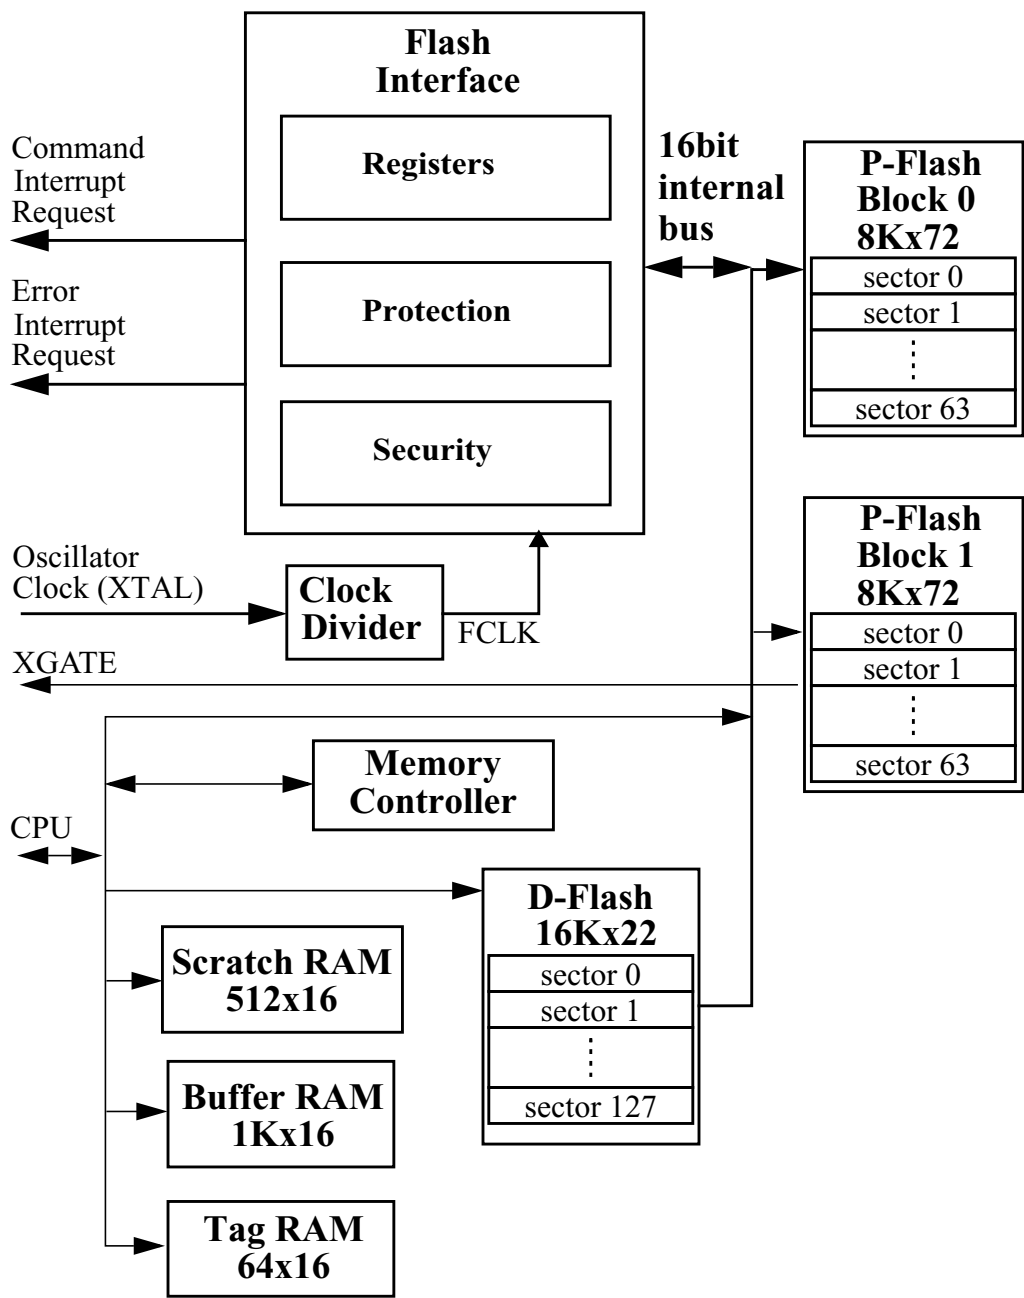 Flash
Interface
Registers
Protection
Security
Command
Interrupt
Request
Error
Interrupt
Request
16bit
internal
bus
P-Flash
Block 0
8Kx72
sector 0
sector 1
sector 63
P-Flash
Block 1
8Kx72
sector 0
sector 1
sector 63
Oscillator
Clock (XTAL)
Clock
Divider
FCLK
XGATE
Memory
Controller
CPU
D-Flash
16Kx22
sector 0
sector 1
sector 127
Scratch RAM
512x16
Buffer RAM
1Kx16
Tag RAM
64x16